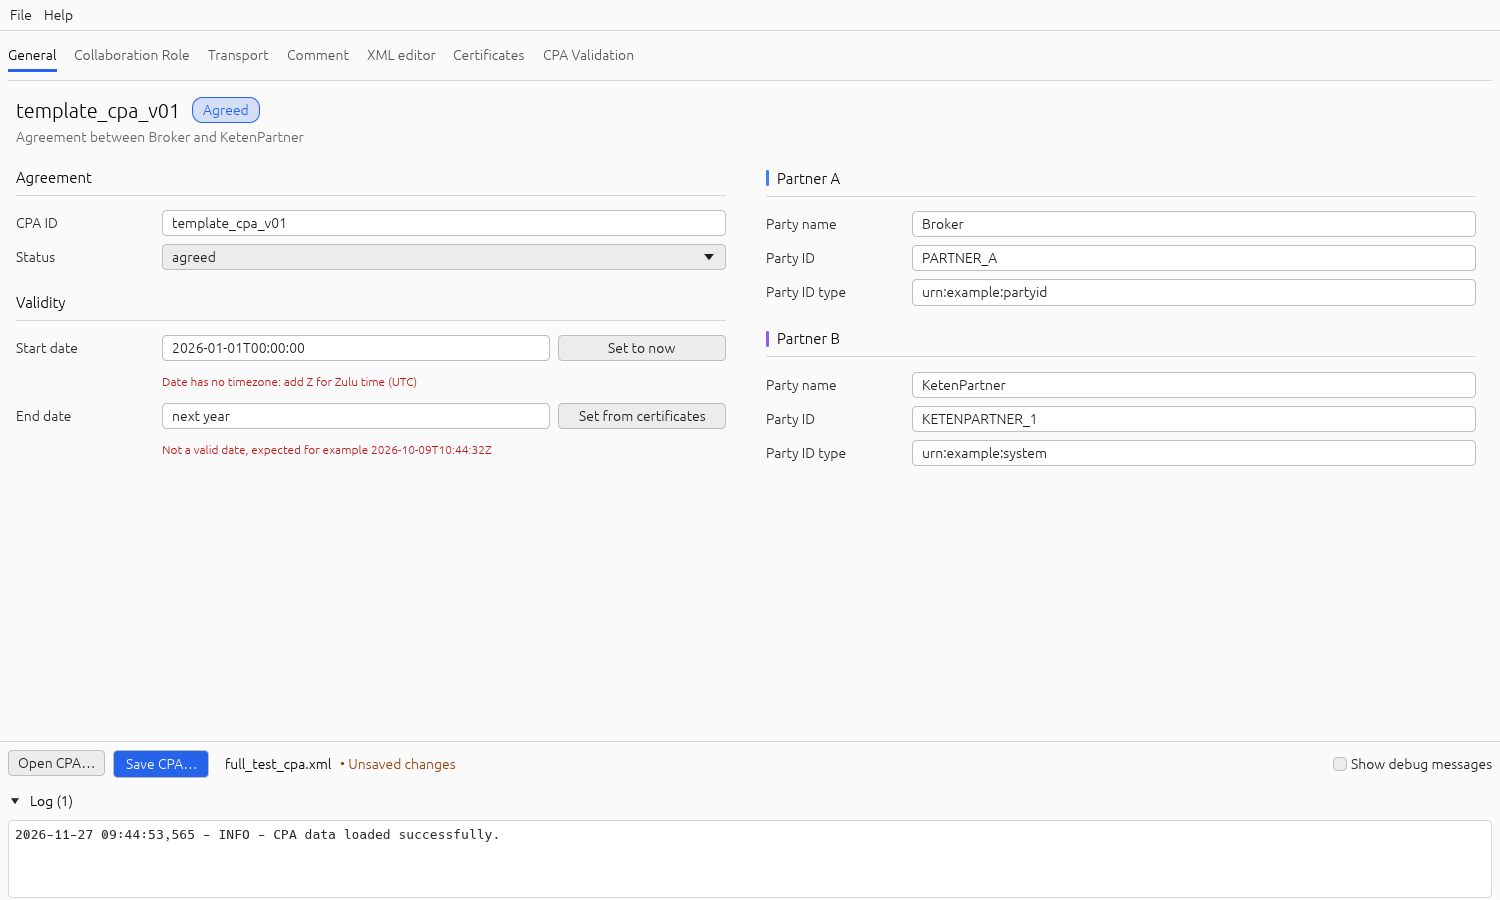 File Help
General Collaboration Role Transport Comment XML editor Certificates CPA Validation
template_cpa_v01 Agreed
Agreement between Broker and KetenPartner
Agreement
CPA ID template_cpa_v01
Status agreed
Validity
Start date 2026-01-01T00:00:00 Set to now
Date has no timezone: add Z for Zulu time (UTC)
End date next year Set from certificates
Not a valid date, expected for example 2026-10-09T10:44:32Z
Partner A
Party name Broker
Party ID PARTNER_A
Party ID type urn:example:partyid
Partner B
Party name KetenPartner
Party ID KETENPARTNER_1
Party ID type urn:example:system
Open CPA... Save CPA... full_test_cpa.xml • Unsaved changes Show debug messages
Log (1)
2026-11-27 09:44:53,565 - INFO - CPA data loaded successfully.